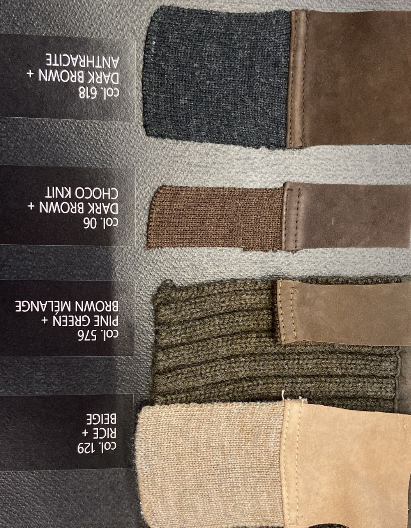 col. 129
RICE +
BEIGE
col. 576
PINE GREEN +
BROWN MÉLANGE
col. 06
DARK BROWN +
CHOCO KNIT
col. 618
DARK BROWN +
ANTHRACITE